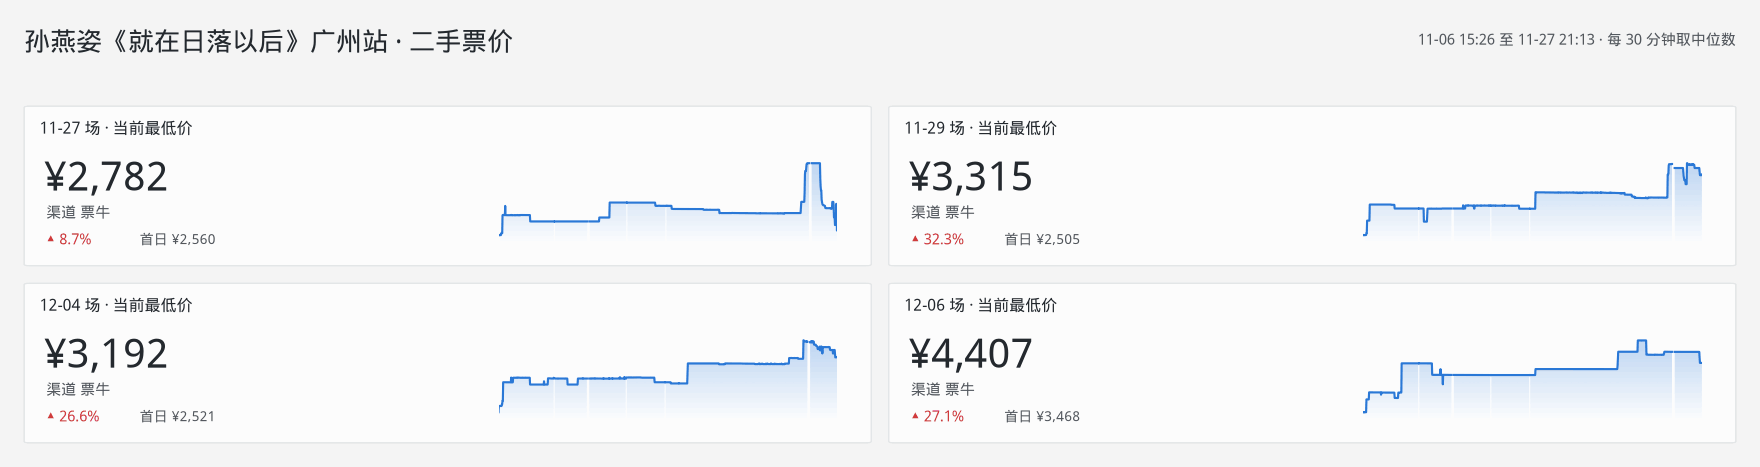 孙燕姿《就在日落以后》广州站 · 二手票价
11-06 15:26 至 11-27 21:13 · 每 30 分钟取中位数
11-27 场 · 当前最低价
¥2,782
渠道 票牛
▲ 8.7% 首日 ¥2,560
11-29 场 · 当前最低价
¥3,315
渠道 票牛
▲ 32.3% 首日 ¥2,505
12-04 场 · 当前最低价
¥3,192
渠道 票牛
▲ 26.6% 首日 ¥2,521
12-06 场 · 当前最低价
¥4,407
渠道 票牛
▲ 27.1% 首日 ¥3,468